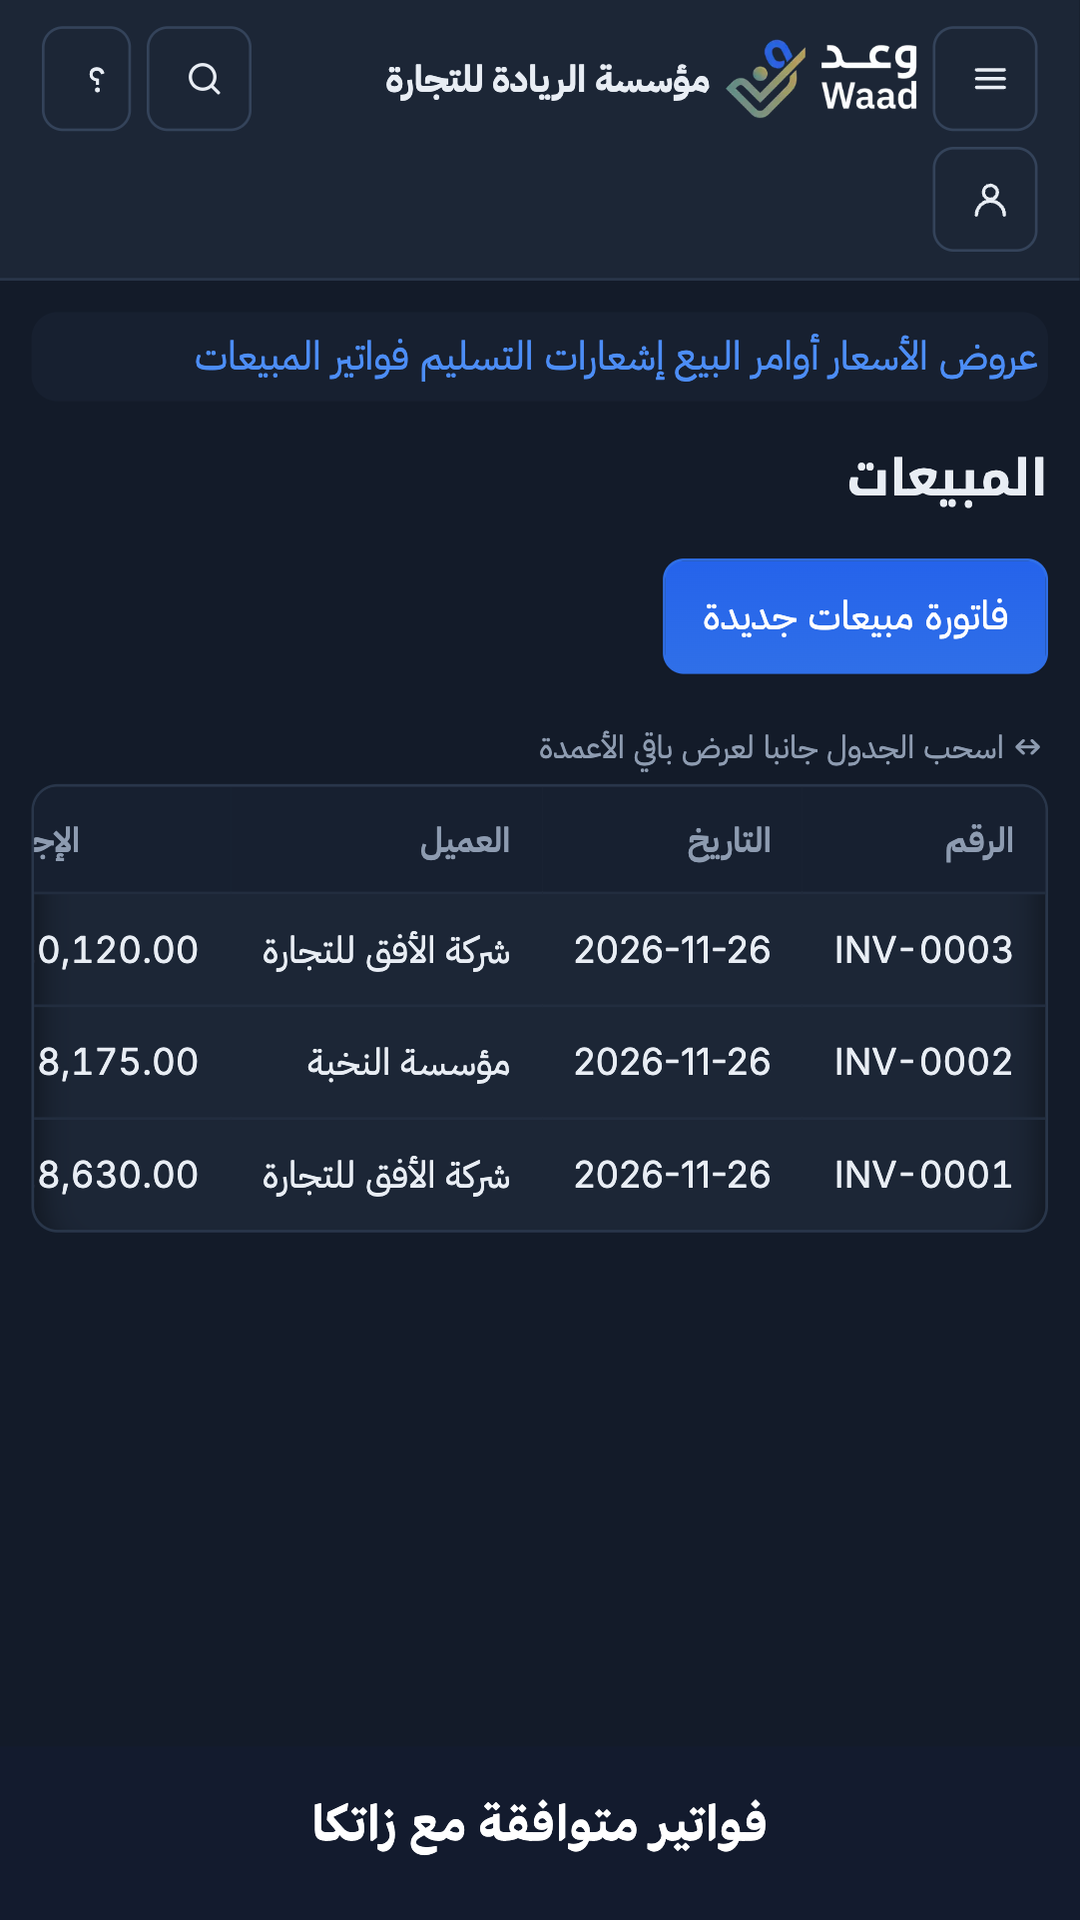 وعد
Waad
مؤسسة الريادة للتجارة
؟
عروض الأسعار أوامر البيع إشعارات التسليم فواتير المبيعات
المبيعات
فاتورة مبيعات جديدة
↔ اسحب الجدول جانبا لعرض باقي الأعمدة
الرقم التاريخ العميل الإج
INV-0003 2026-11-26 شركة الأفق للتجارة 0,120.00
INV-0002 2026-11-26 مؤسسة النخبة 8,175.00
INV-0001 2026-11-26 شركة الأفق للتجارة 8,630.00
فواتير متوافقة مع زاتكا